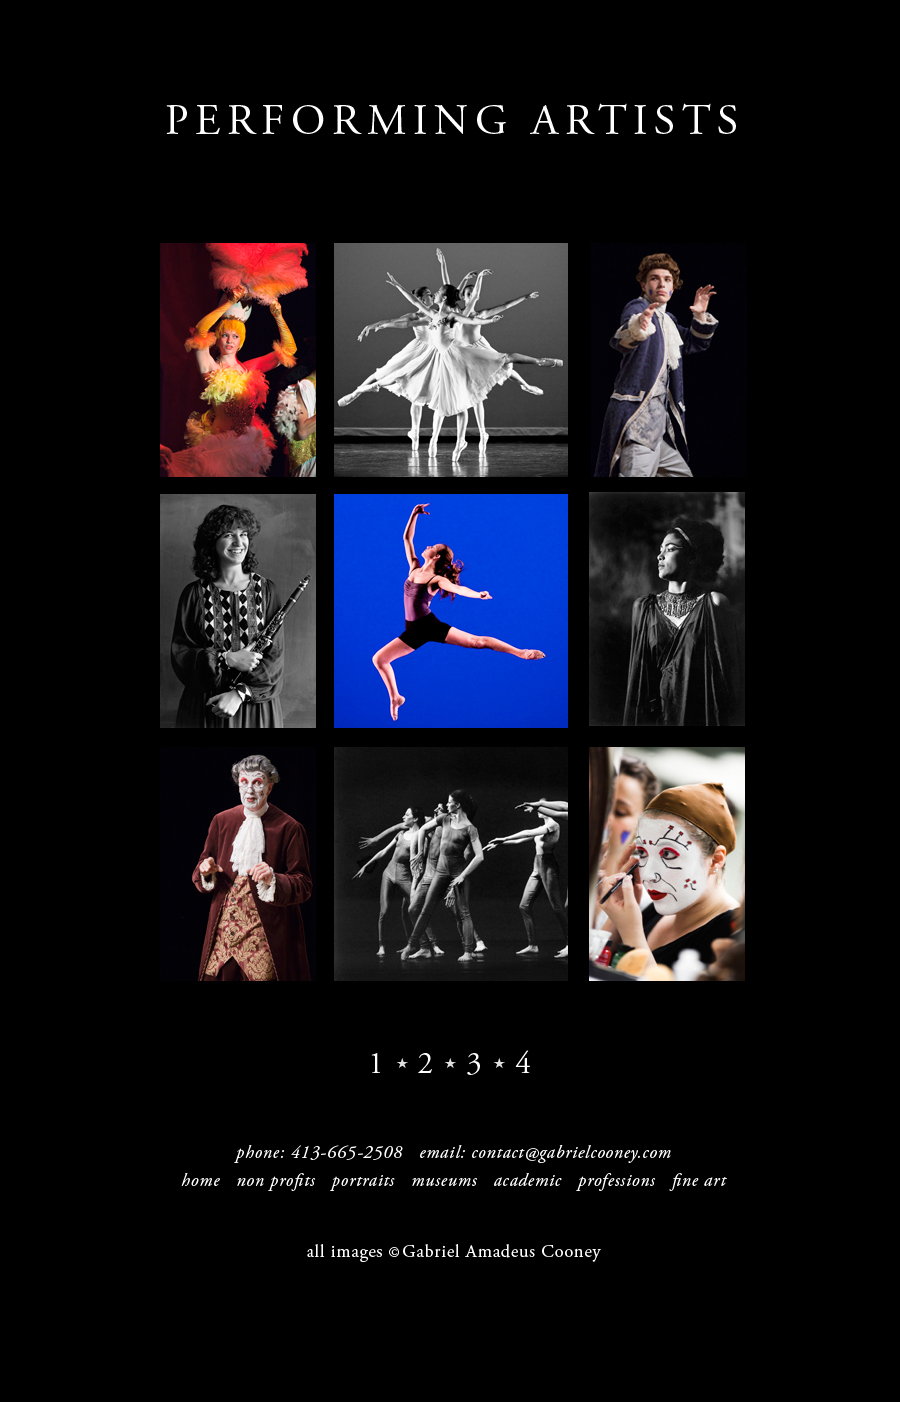 PERFORMING ARTISTS
1 ★ 2 ★ 3 ★ 4
phone: 413-665-2508 email: contact@gabrielcooney.com
home non profits portraits museums academic professions fine art
all images ©Gabriel Amadeus Cooney